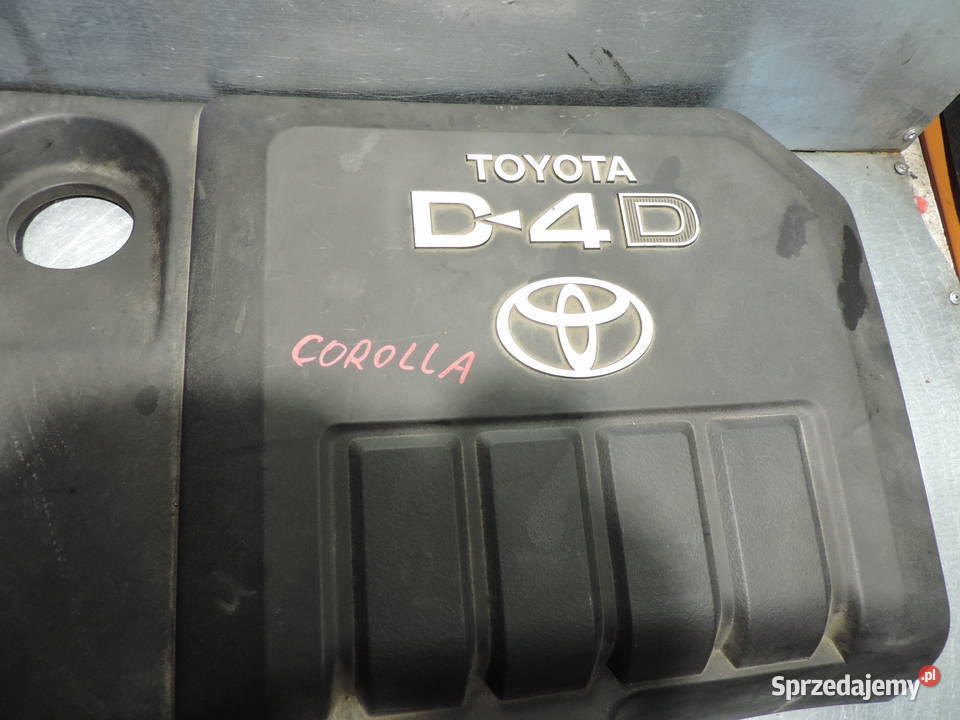 TOYOTA
D-4D
COROLLA
Sprzedajemy.pl